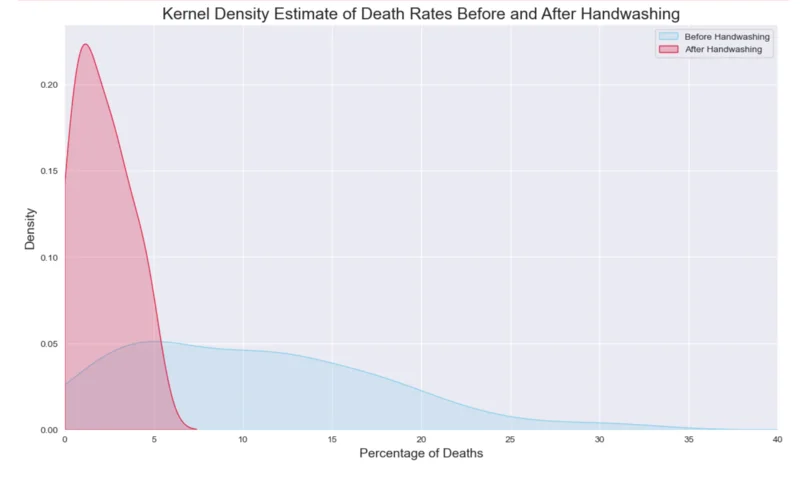 Kernel Density Estimate of Death Rates Before and After Handwashing
Before Handwashing
After Handwashing
0.20
0.15
0.10
0.05
0.00
Density
0 5 10 15 20 25 30 35 40
Percentage of Deaths